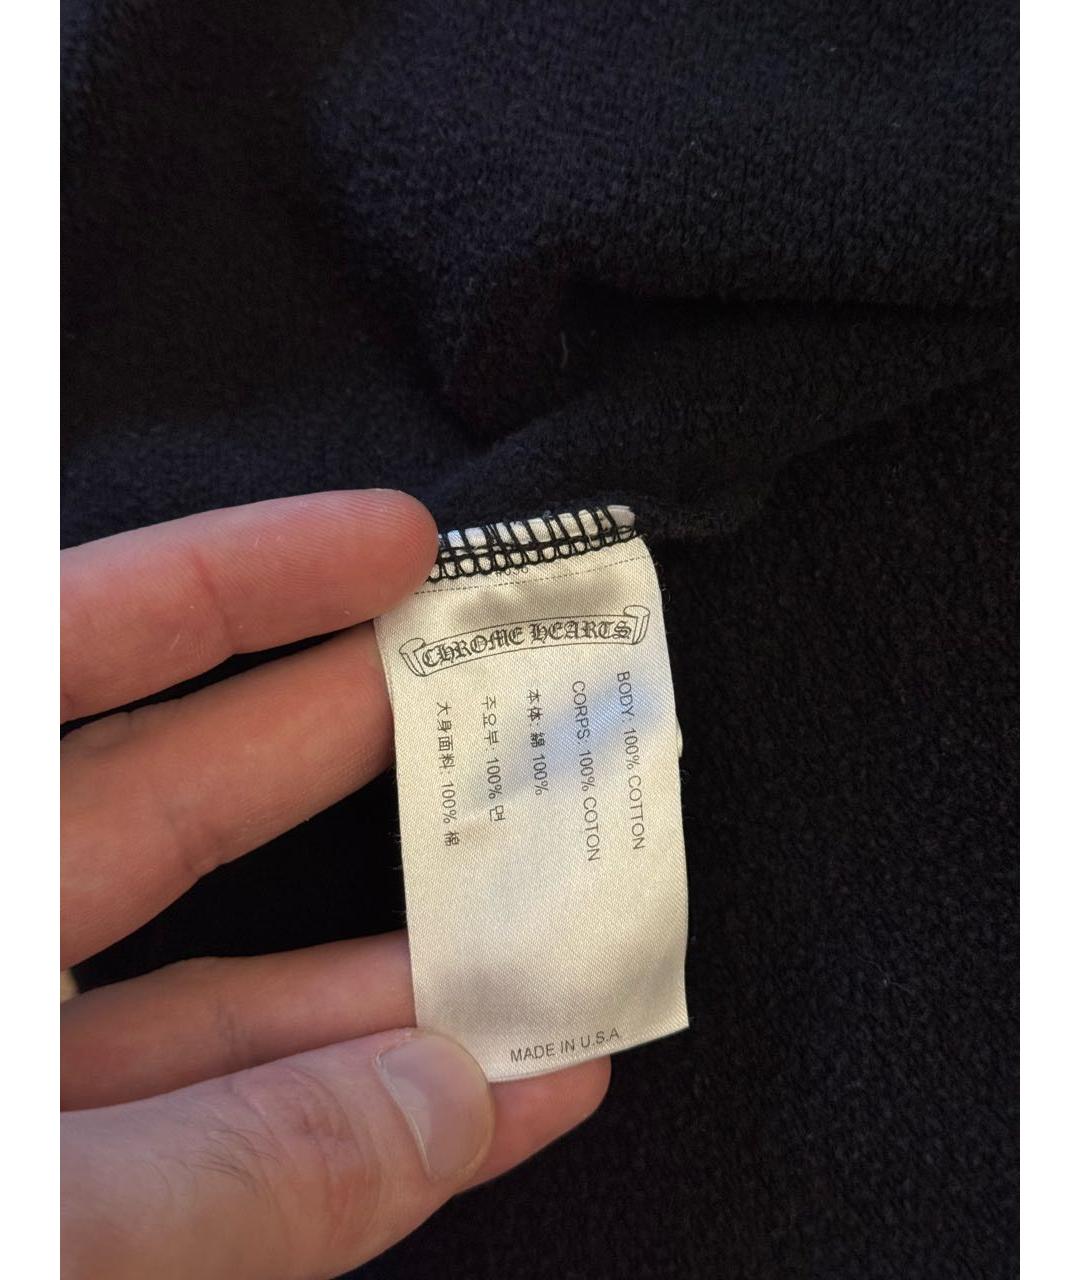 CHROME HEARTS
BODY: 100% COTTON
CORPS: 100% COTON
本体: 綿 100%
주요부: 100% 면
大身面料: 100% 棉
MADE IN U.S.A